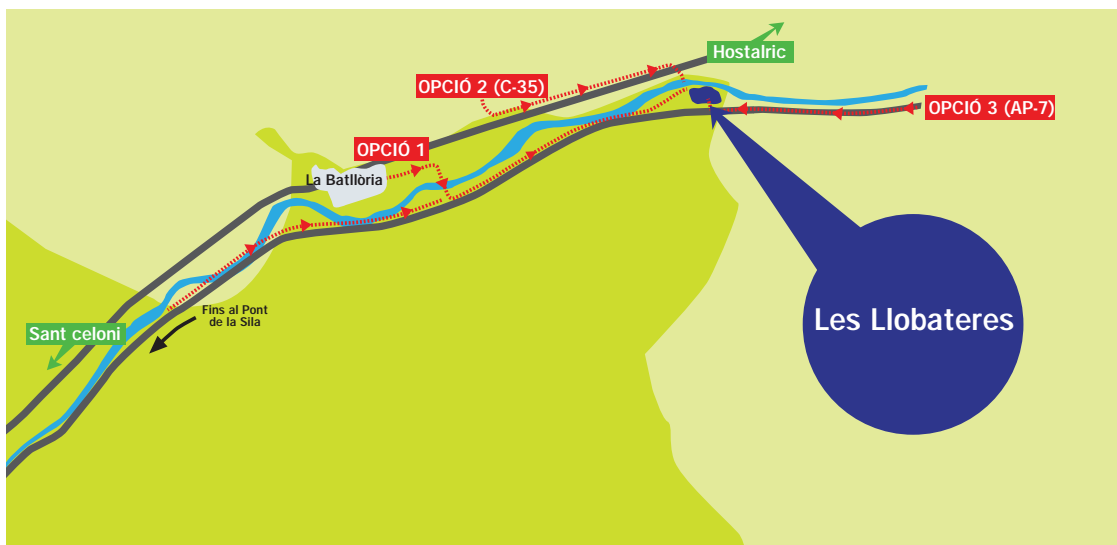 Hostalric
OPCIÓ 2 (C-35)
OPCIÓ 3 (AP-7)
OPCIÓ 1
La Batllòria
Fins al Pont
de la Sila
Les Llobateres
Sant celoni